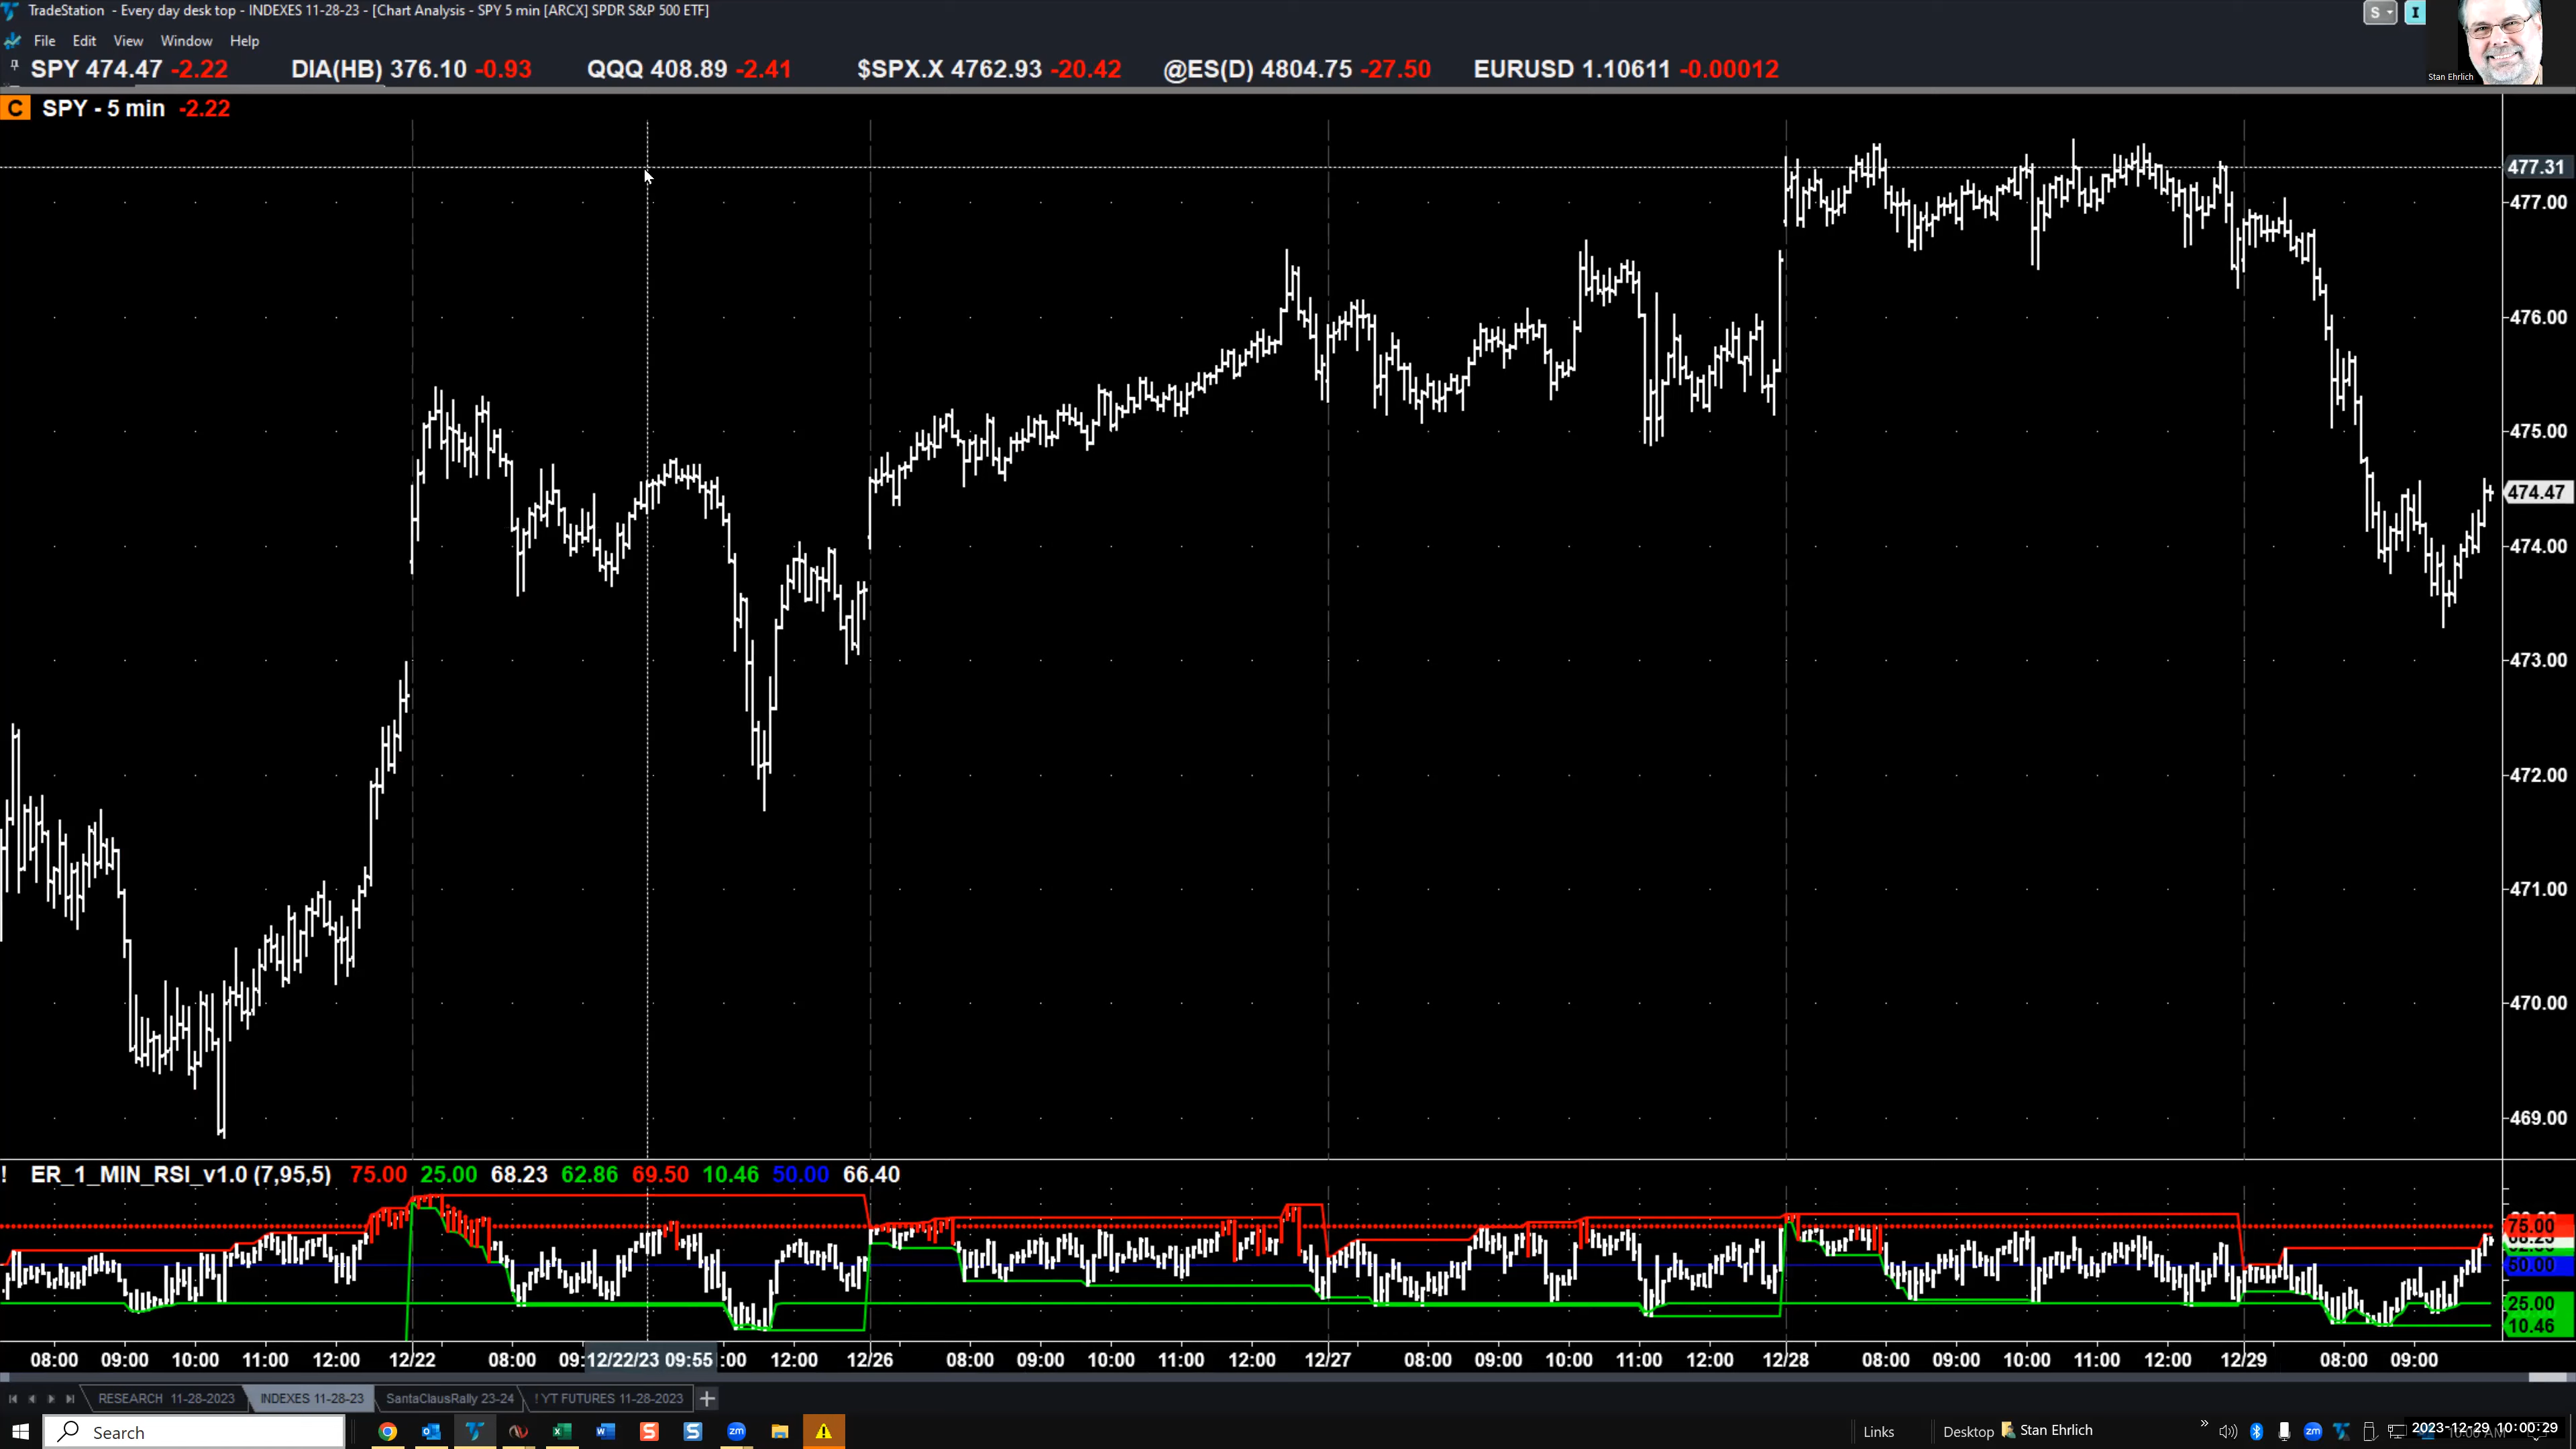 TradeStation - Every day desk top - INDEXES 11-28-23 - [Chart Analysis - SPY 5 min [ARCX] SPDR S&P 500 ETF]
S I
File Edit View Window Help
SPY 474.47 -2.22 DIA(HB) 376.10 -0.93 QQQ 408.89 -2.41 $SPX.X 4762.93 -20.42 @ES(D) 4804.75 -27.50 EURUSD 1.10611 -0.00012
Stan Ehrlich
C SPY - 5 min -2.22
477.31
477.00
476.00
475.00
474.47
474.00
473.00
472.00
471.00
470.00
469.00
! ER_1_MIN_RSI_v1.0 (7,95,5) 75.00 25.00 68.23 62.86 69.50 10.46 50.00 66.40
75.00
50.00
25.00
10.46
08:00 09:00 10:00 11:00 12:00 12/22 08:00 09: 12/22/23 09:55 :00 12:00 12/26 08:00 09:00 10:00 11:00 12:00 12/27 08:00 09:00 10:00 11:00 12:00 12/28 08:00 09:00 10:00 11:00 12:00 12/29 08:00 09:00
RESEARCH 11-28-2023 INDEXES 11-28-23 SantaClausRally 23-24 ! YT FUTURES 11-28-2023 +
Search zm Links Desktop Stan Ehrlich zm 2023-12-29 10:00:29